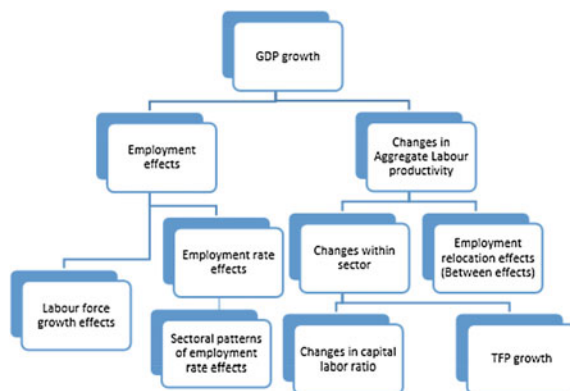 GDP growth
Employment
effects
Changes in
Aggregate Labour
productivity
Employment rate
effects
Changes within
sector
Employment
relocation effects
(Between effects)
Labour force
growth effects
Sectoral patterns
of employment
rate effects
Changes in capital
labor ratio
TFP growth